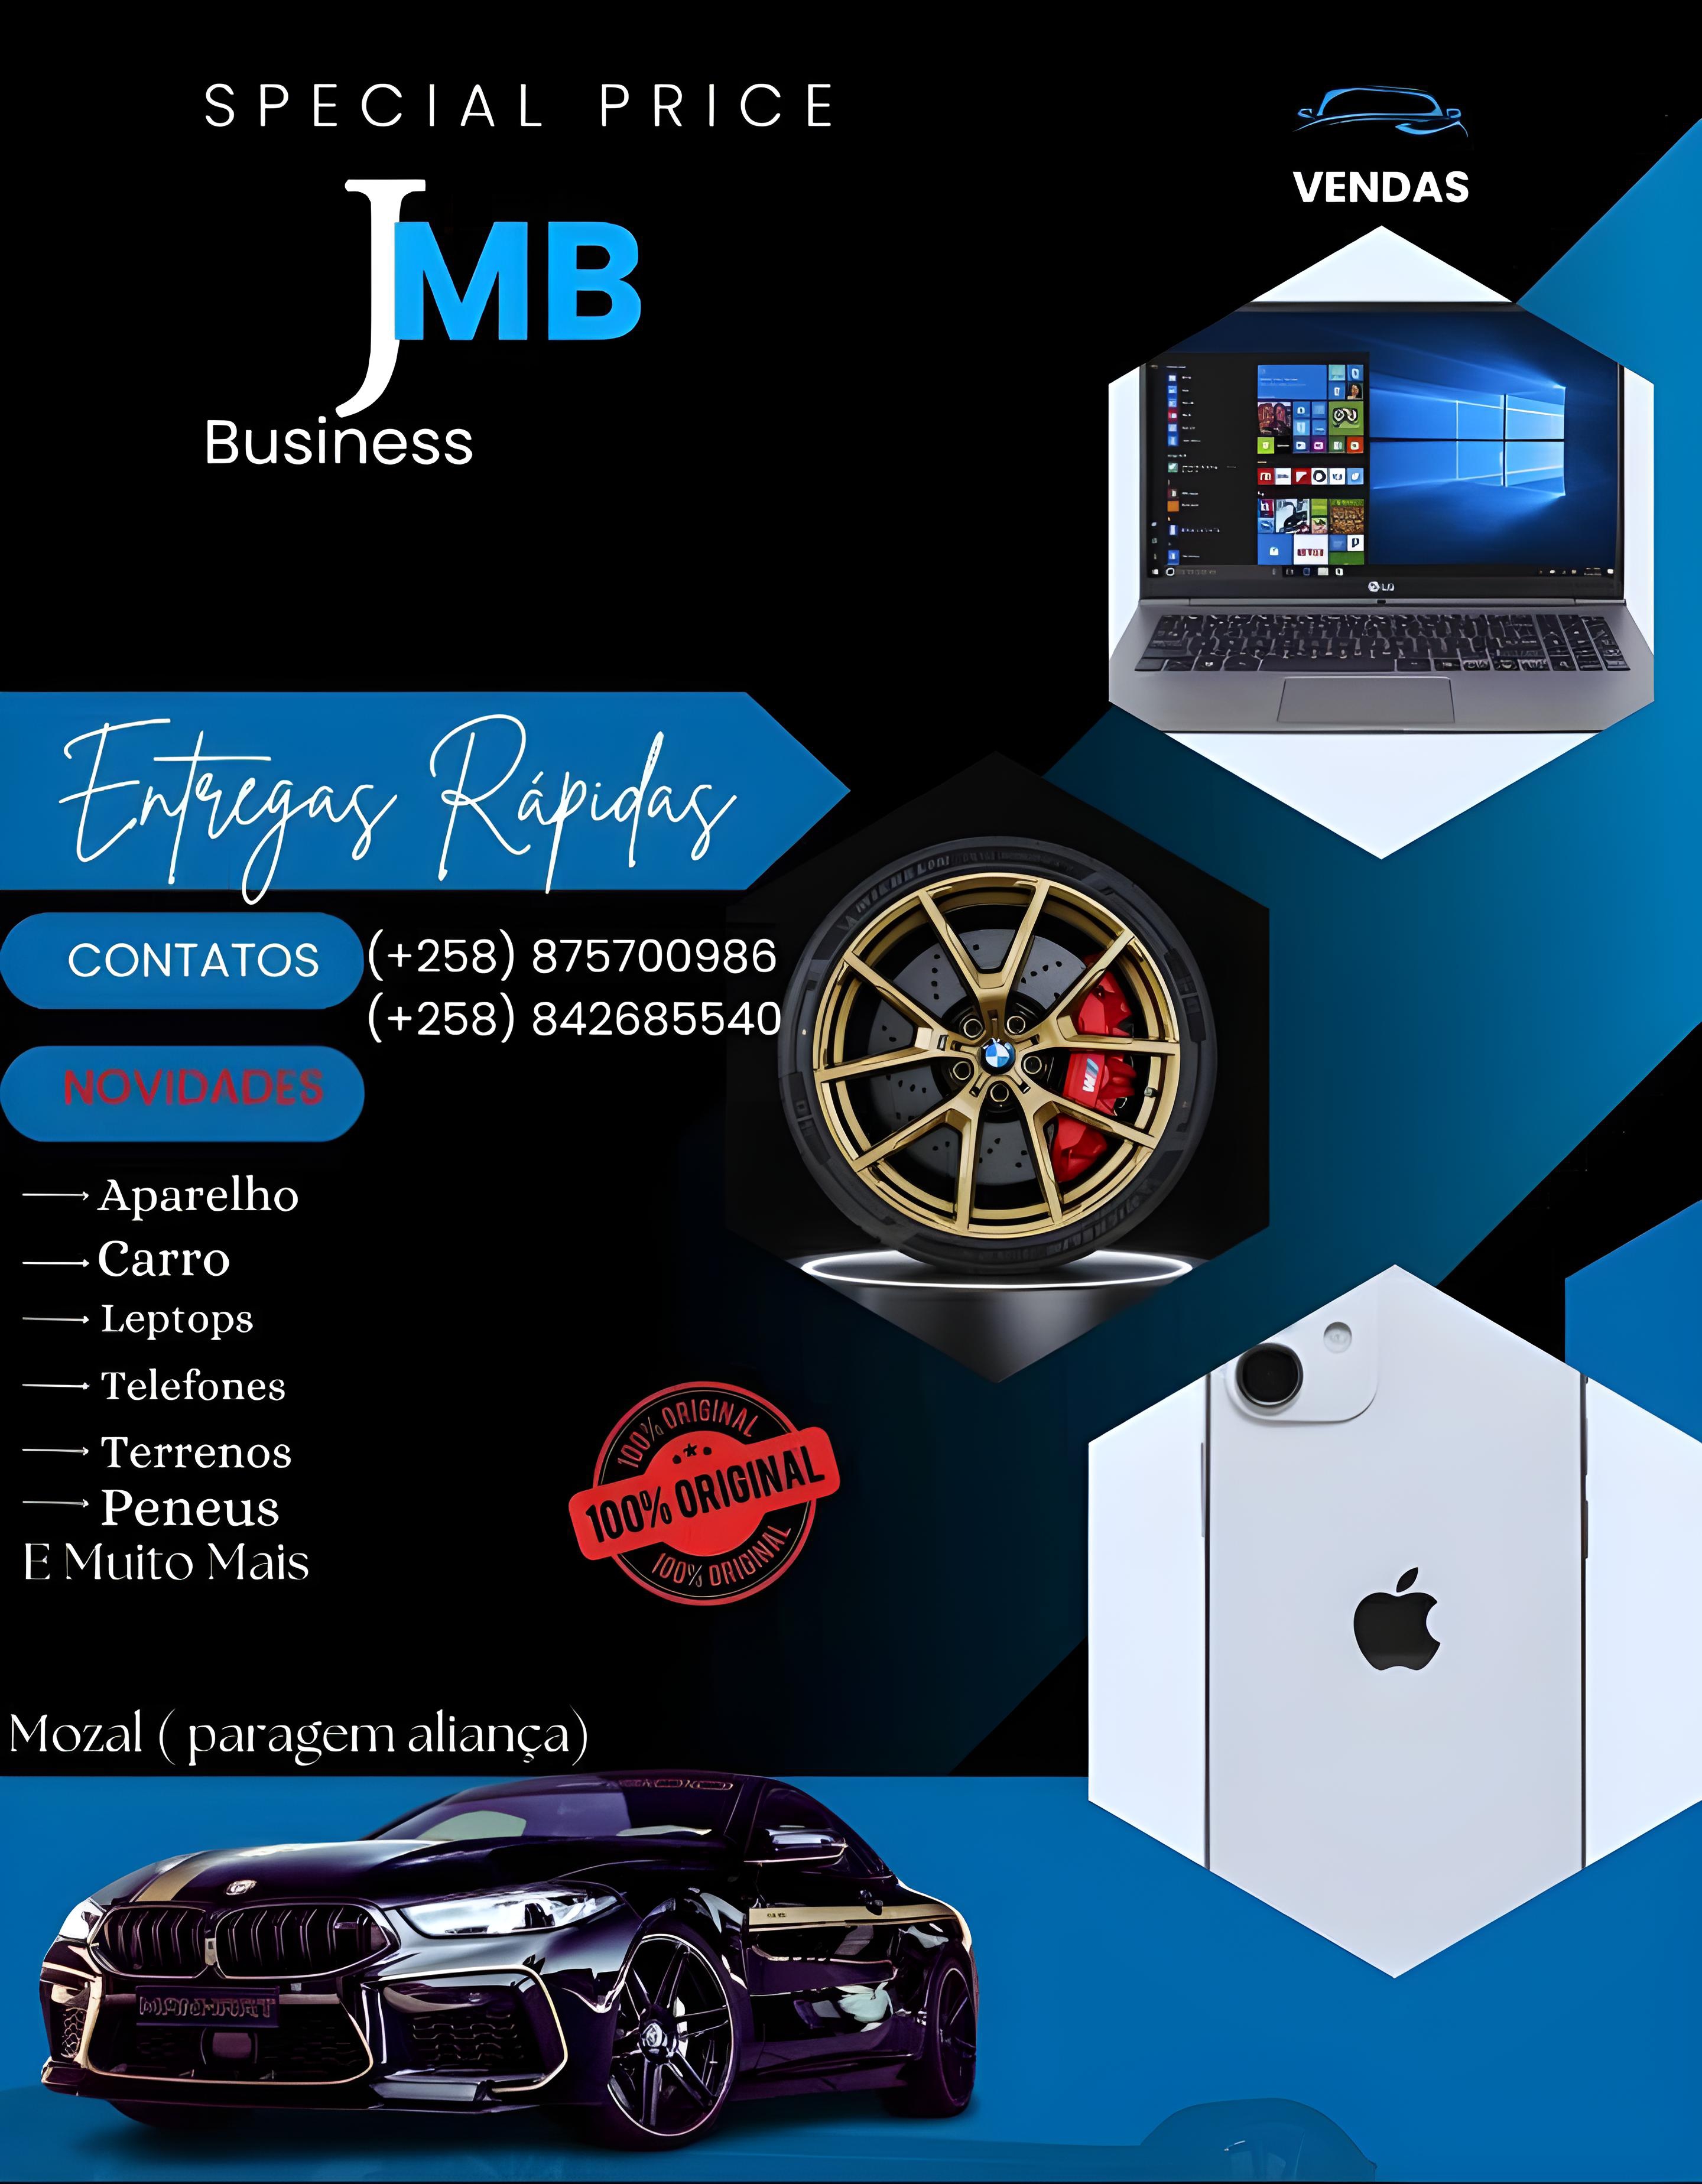 SPECIAL PRICE
JMB
Business
VENDAS
LG
Entregas Rápidas
CONTATOS
(+258) 875700986
(+258) 842685540
NOVIDADES
Aparelho
Carro
Leptops
Telefones
Terrenos
Peneus
E Muito Mais
100% ORIGINAL
100% ORIGINAL
100% ORIGINAL
Mozal ( paragem aliança)